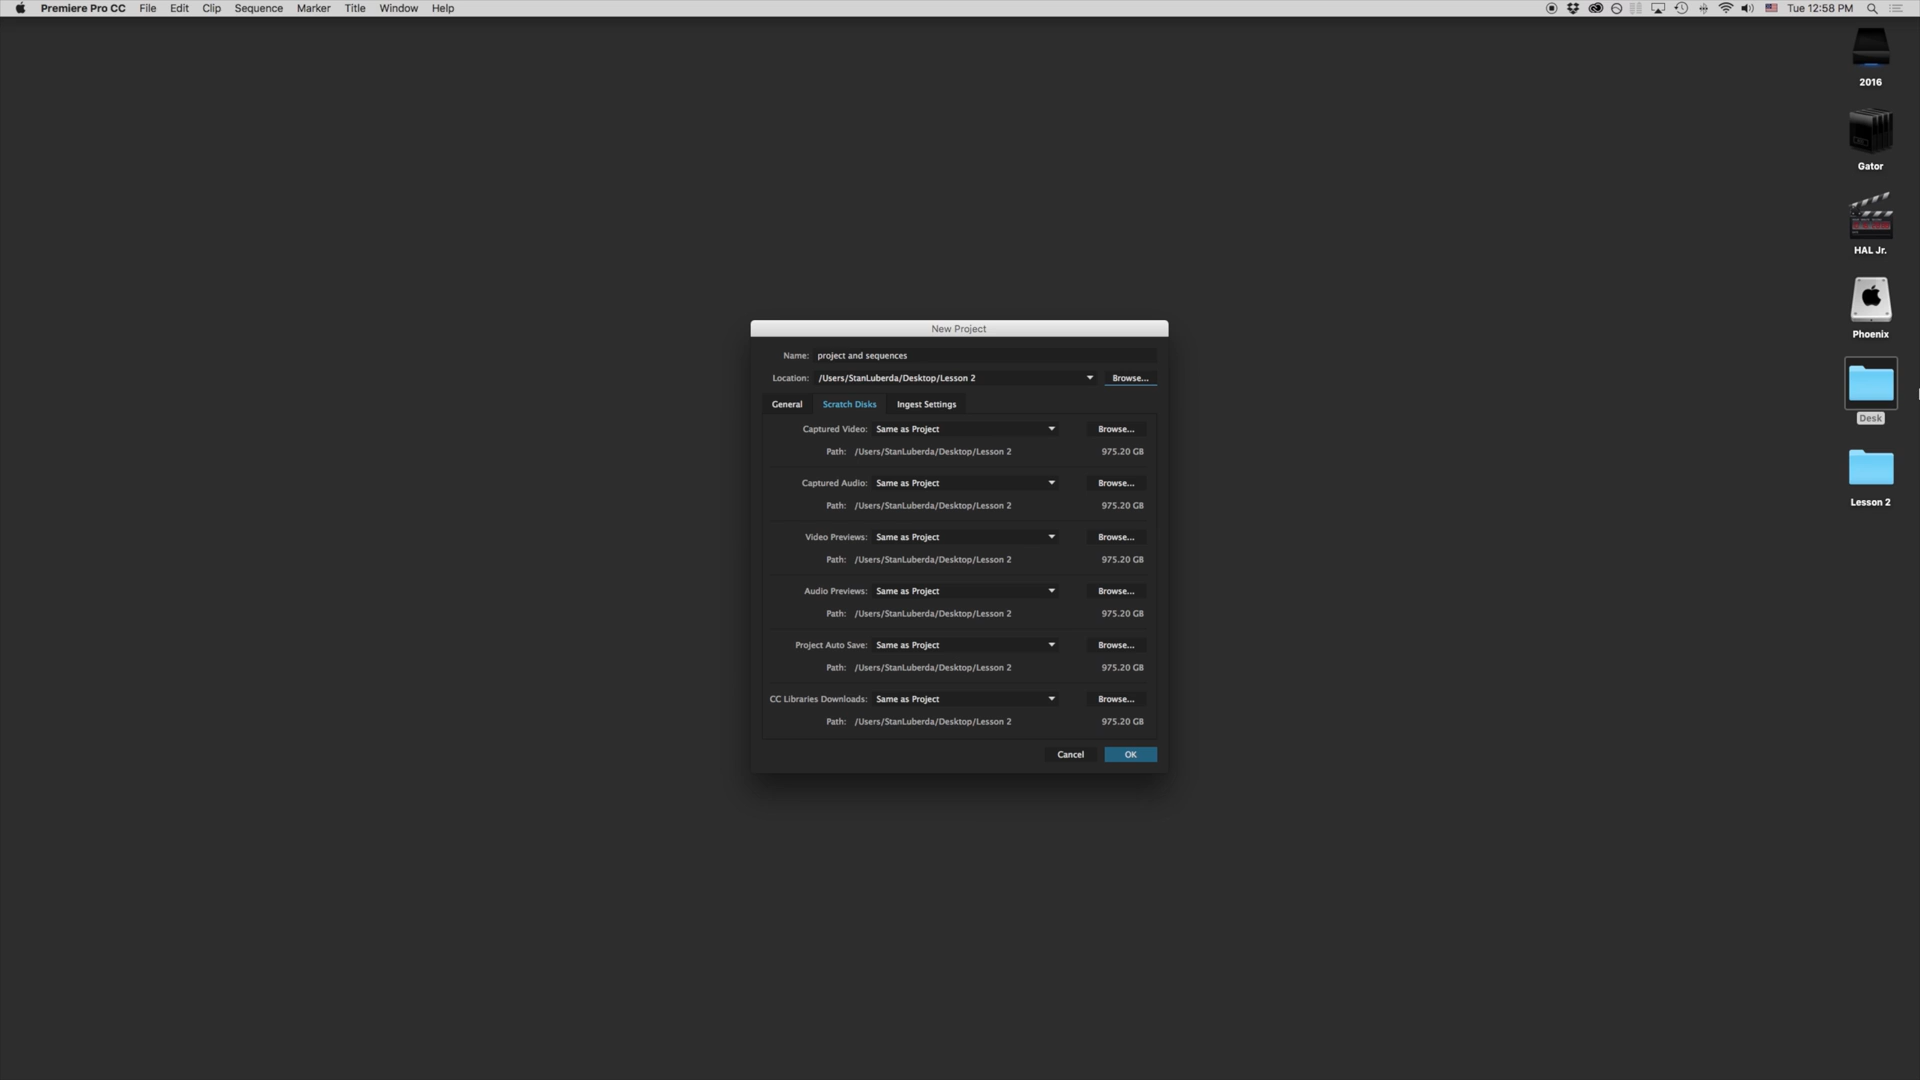 Premiere Pro CC File Edit Clip Sequence Marker Title Window Help Tue 12:58 PM
2016
Gator
HAL Jr.
Phoenix
Desk
Lesson 2
New Project
Name: project and sequences
Location: /Users/StanLuberda/Desktop/Lesson 2 Browse...
General Scratch Disks Ingest Settings
Captured Video: Same as Project Browse...
Path: /Users/StanLuberda/Desktop/Lesson 2 975.20 GB
Captured Audio: Same as Project Browse...
Path: /Users/StanLuberda/Desktop/Lesson 2 975.20 GB
Video Previews: Same as Project Browse...
Path: /Users/StanLuberda/Desktop/Lesson 2 975.20 GB
Audio Previews: Same as Project Browse...
Path: /Users/StanLuberda/Desktop/Lesson 2 975.20 GB
Project Auto Save: Same as Project Browse...
Path: /Users/StanLuberda/Desktop/Lesson 2 975.20 GB
CC Libraries Downloads: Same as Project Browse...
Path: /Users/StanLuberda/Desktop/Lesson 2 975.20 GB
Cancel OK